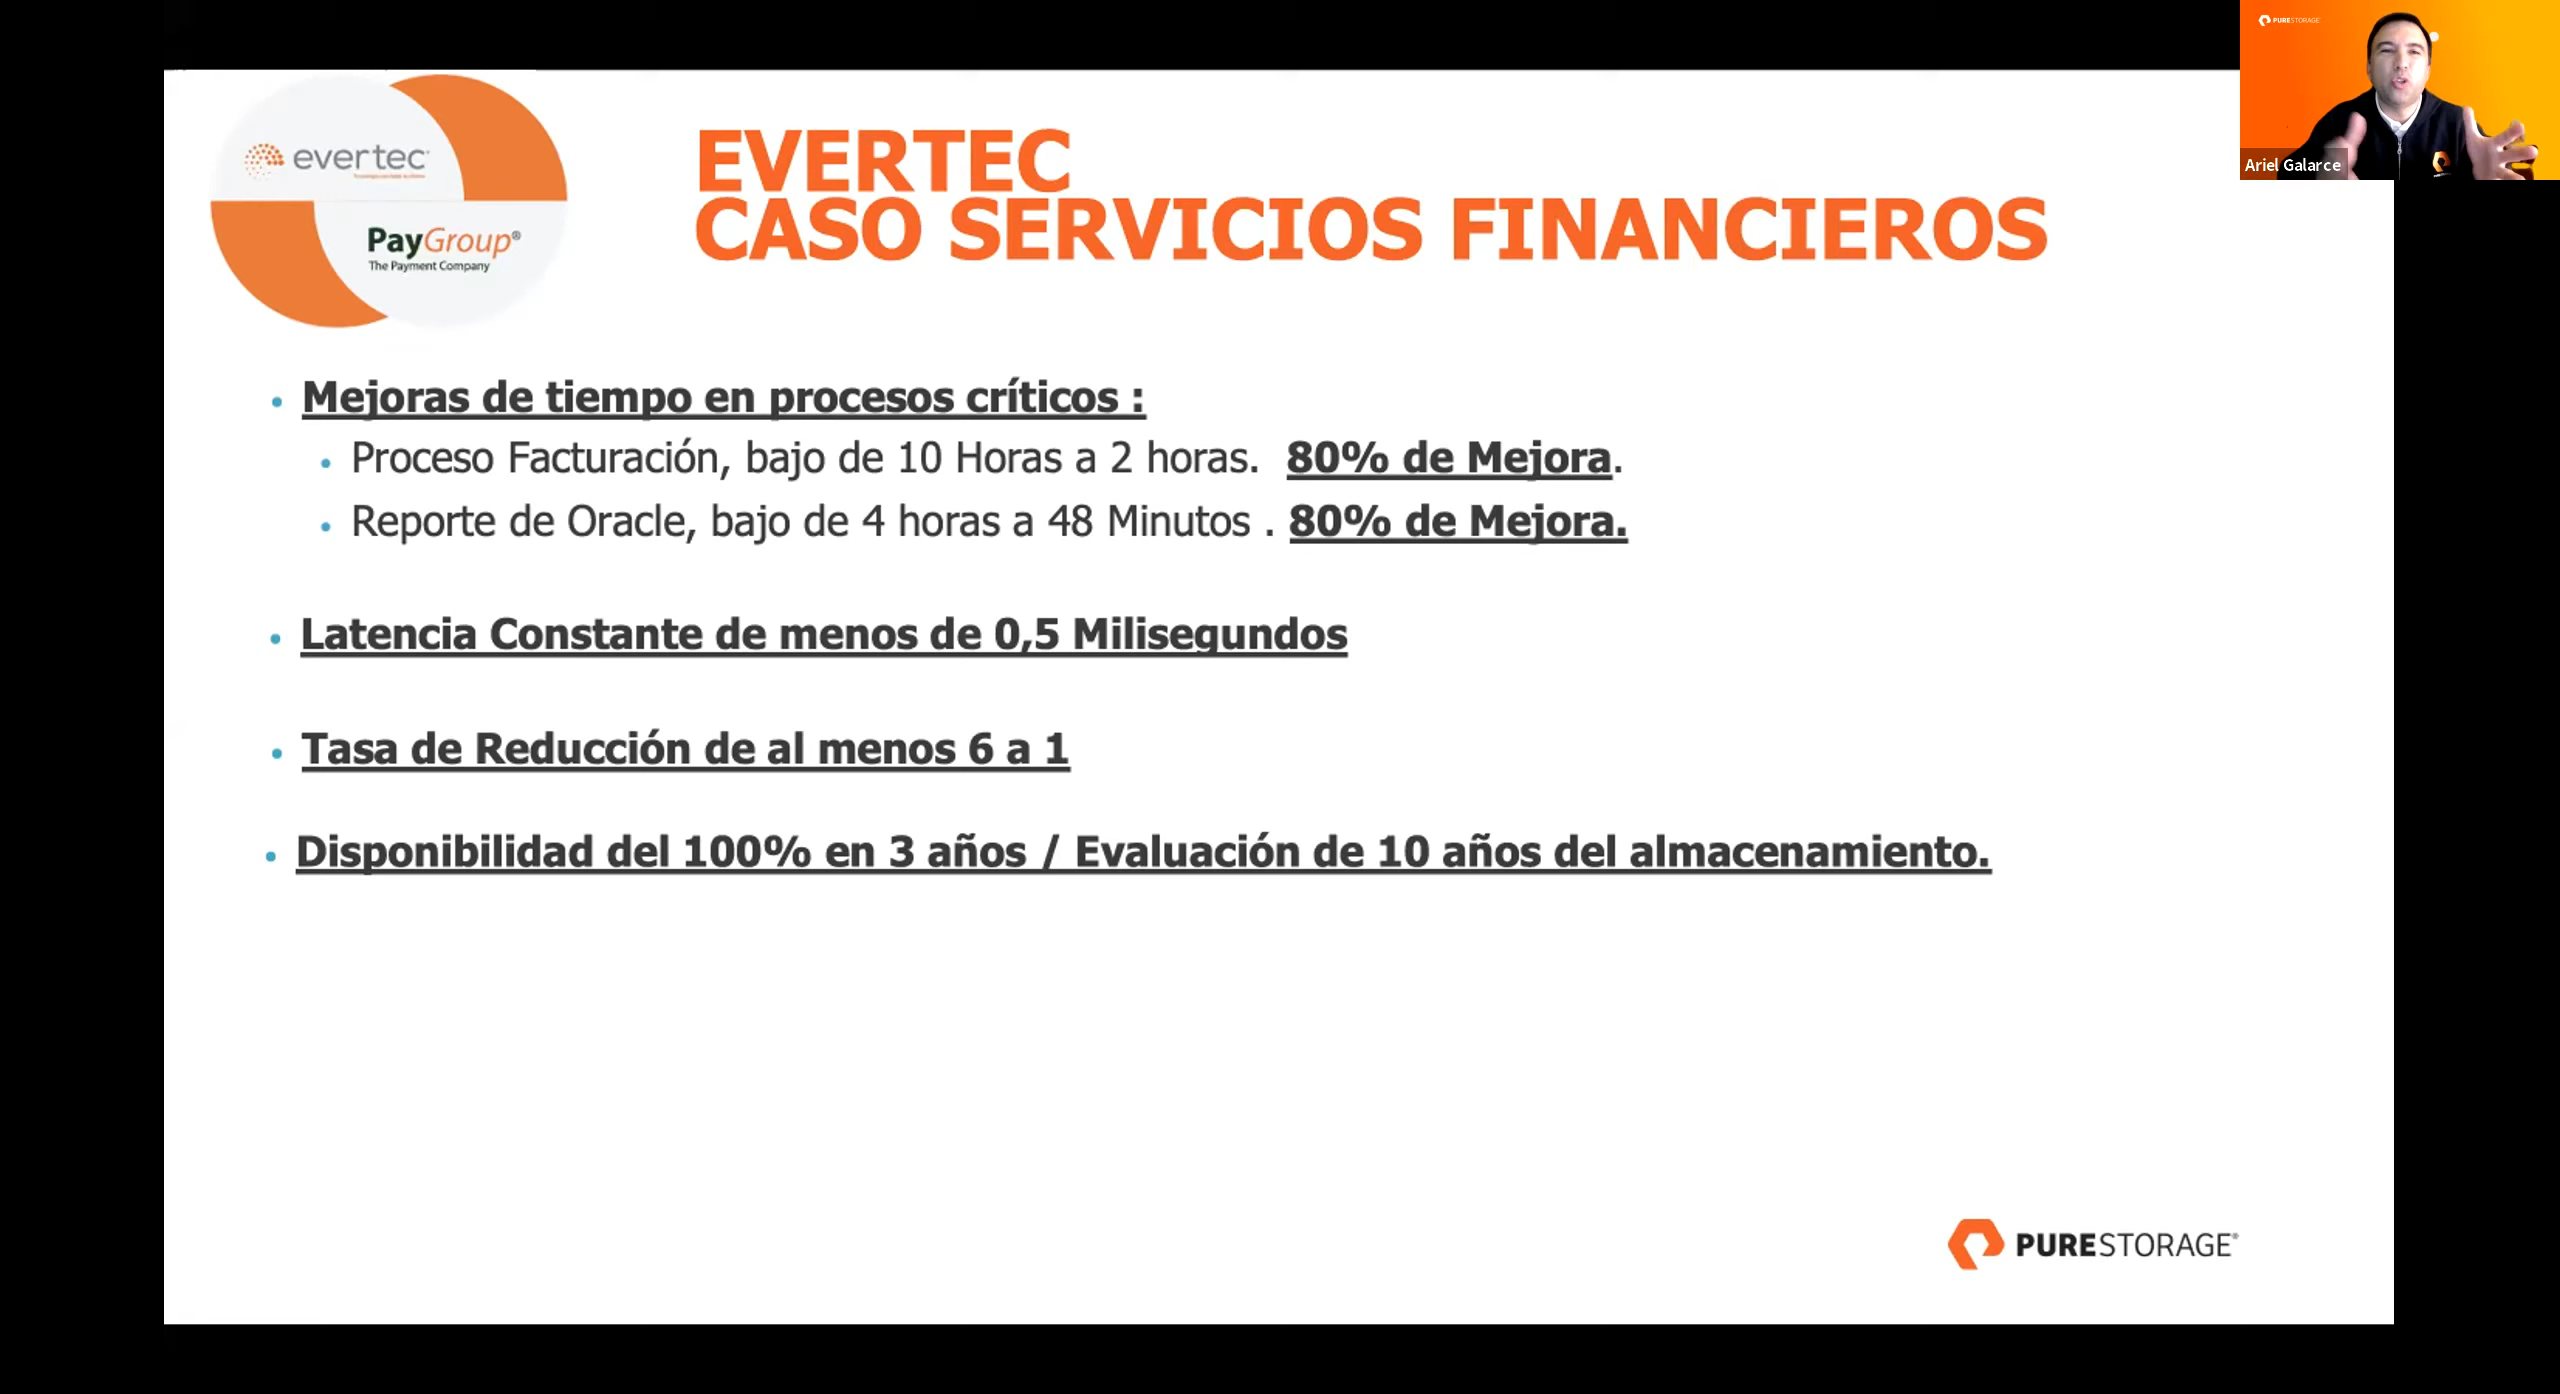 PURESTORAGE
Ariel Galarce
evertec
PayGroup®
The Payment Company
EVERTEC
CASO SERVICIOS FINANCIEROS
• Mejoras de tiempo en procesos críticos :
• Proceso Facturación, bajo de 10 Horas a 2 horas. 80% de Mejora.
• Reporte de Oracle, bajo de 4 horas a 48 Minutos . 80% de Mejora.
• Latencia Constante de menos de 0,5 Milisegundos
• Tasa de Reducción de al menos 6 a 1
• Disponibilidad del 100% en 3 años / Evaluación de 10 años del almacenamiento.
PURESTORAGE®